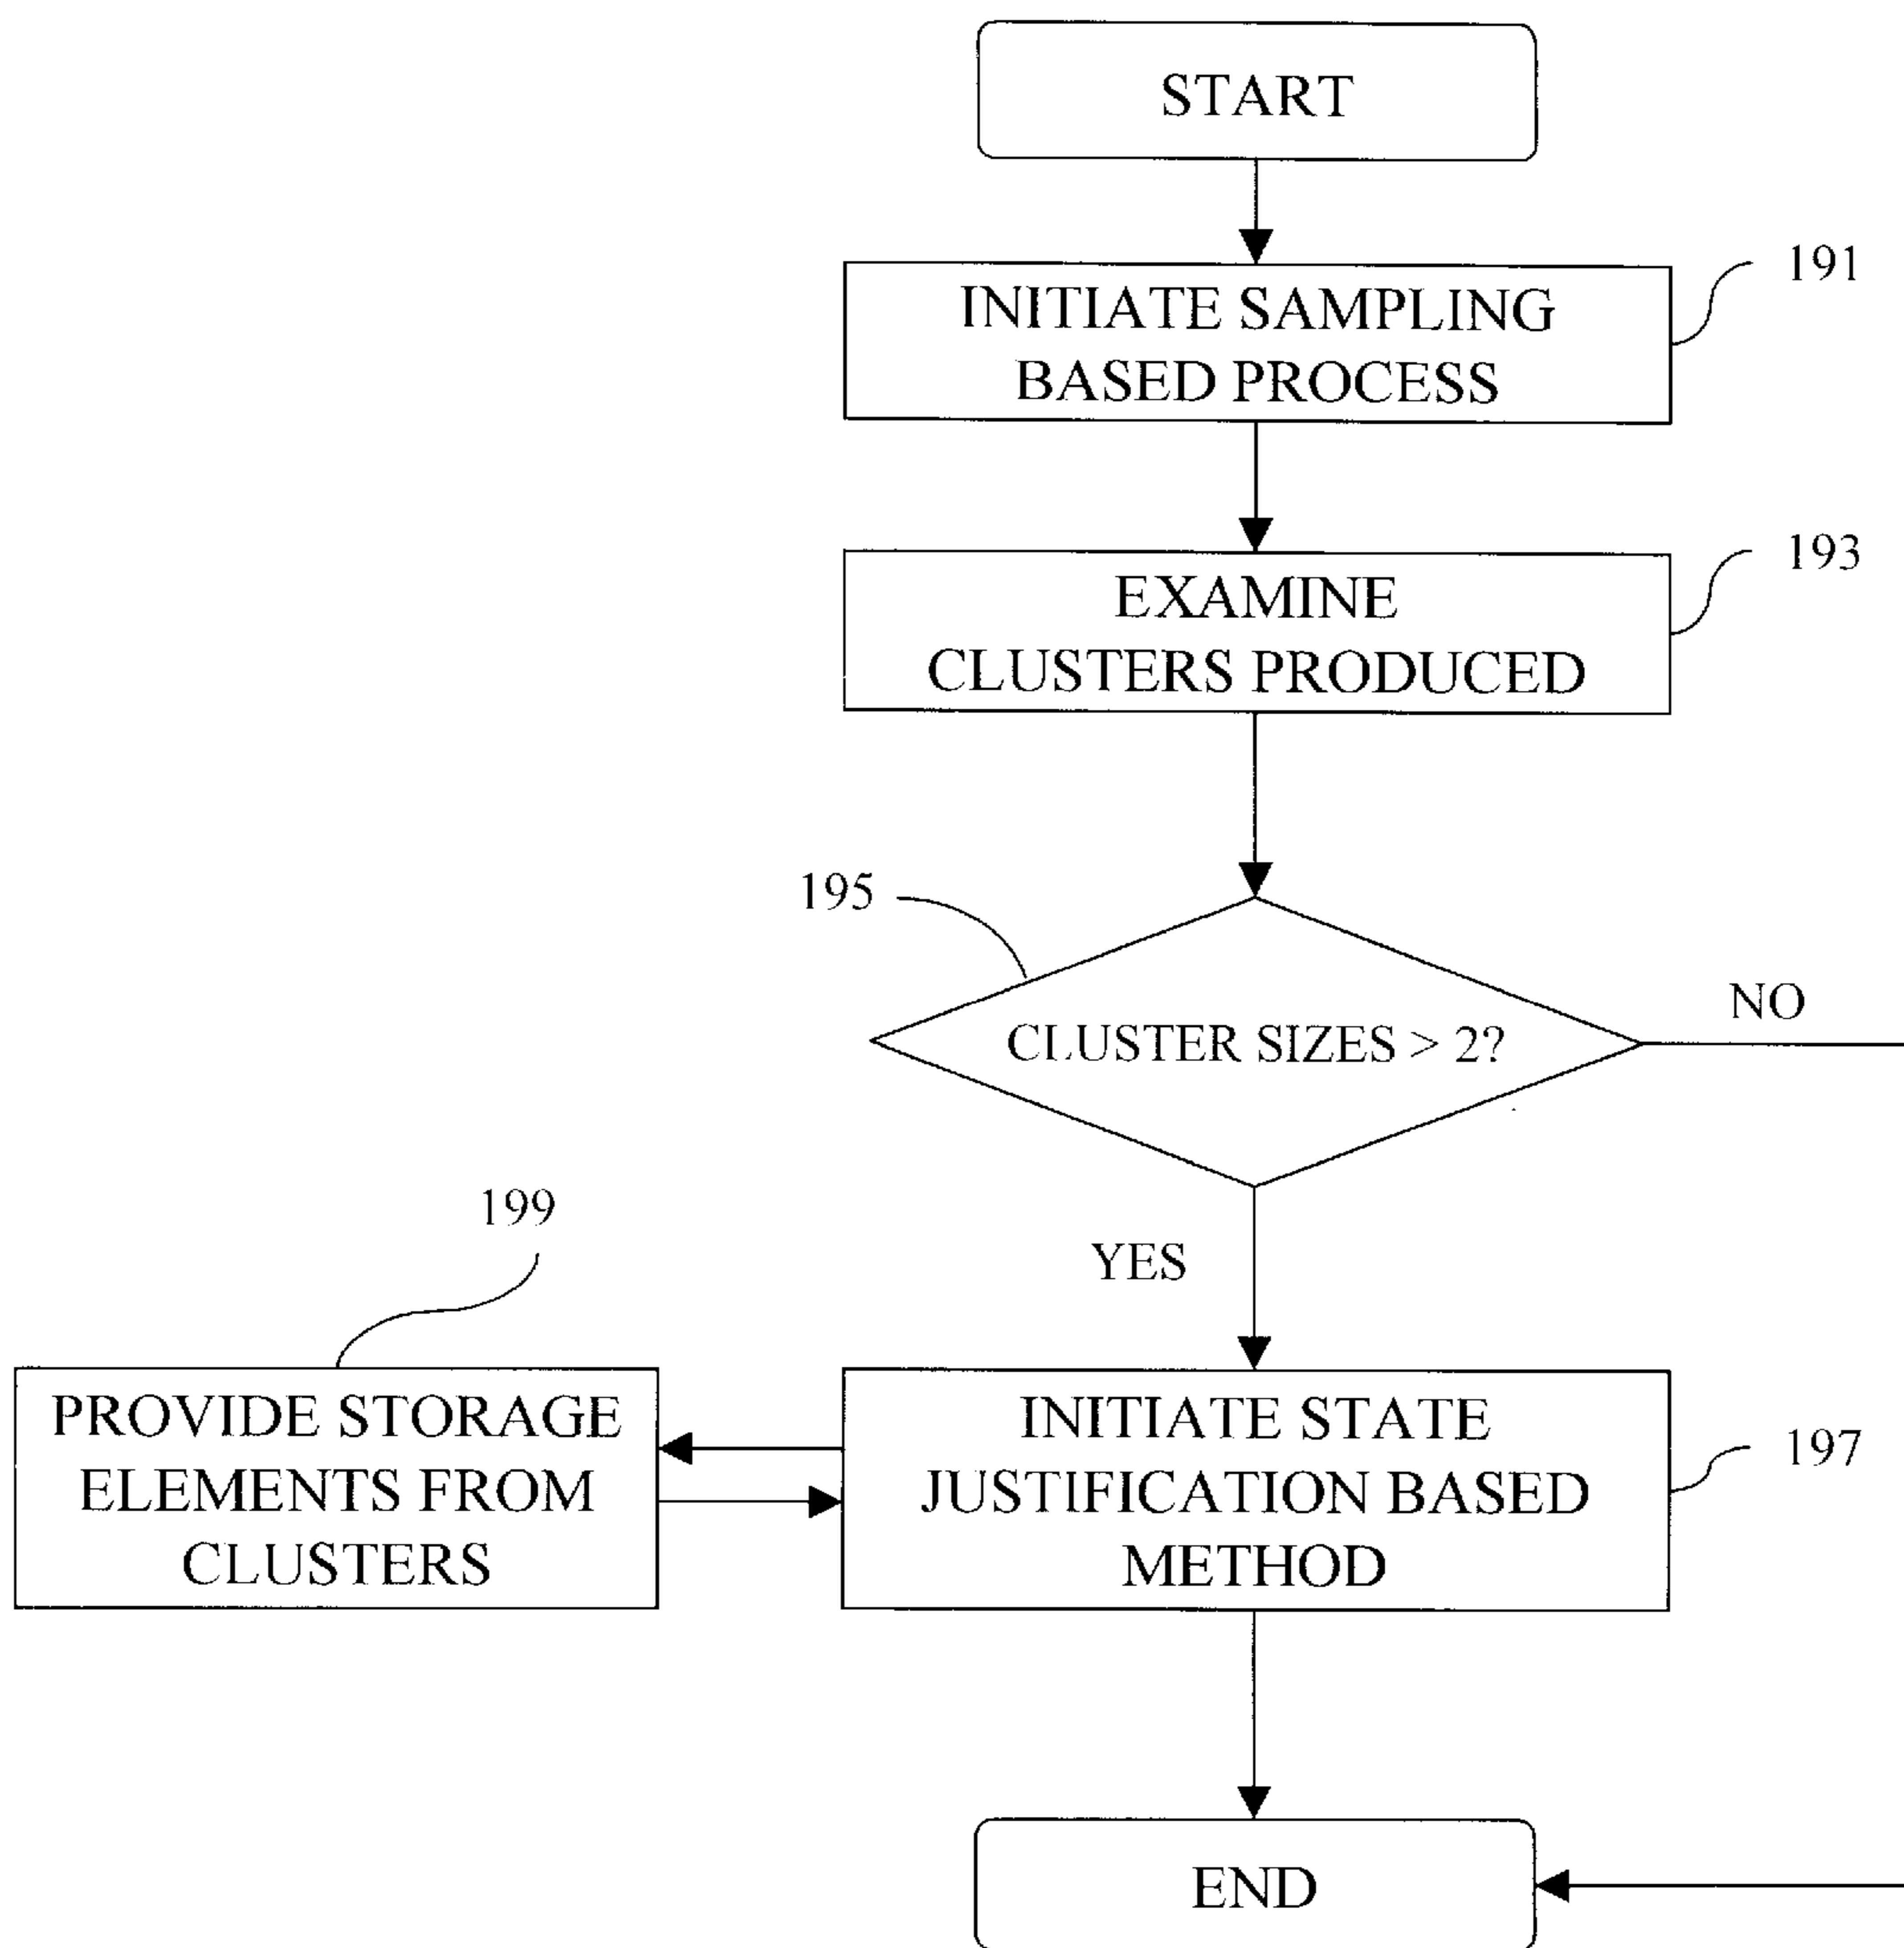 START
191
INITIATE SAMPLING
BASED PROCESS
193
EXAMINE
CLUSTERS PRODUCED
195
CLUSTER SIZES > 2?
NO
YES
199
PROVIDE STORAGE
ELEMENTS FROM
CLUSTERS
INITIATE STATE
JUSTIFICATION BASED
METHOD
197
END